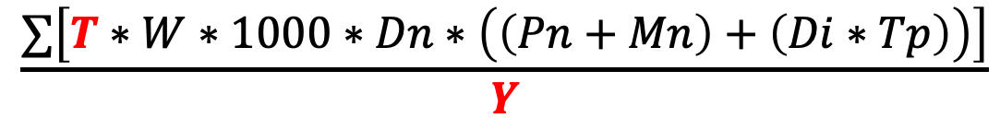 ∑[T * W * 1000 * Dn * ((Pn + Mn) + (Di * Tp))]
Y